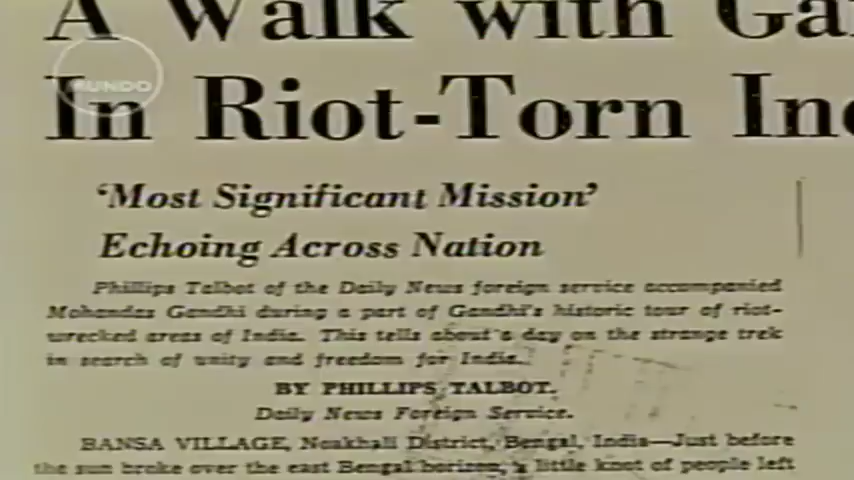 A Walk with Ga
In Riot-Torn In
MUNDO
'Most Significant Mission'
Echoing Across Nation
Phillips Talbot of the Daily News foreign service accompanied
Mohandas Gandhi during a part of Gandhi's historic tour of riot-
wrecked areas of India. This tells about a day on the strange trek
in search of unity and freedom for India.
BY PHILLIPS TALBOT.
Daily News Foreign Service.
BANSA VILLAGE, Noakhali District, Bengal, India—Just before
the sun broke over the east Bengal horizon, a little knot of people left